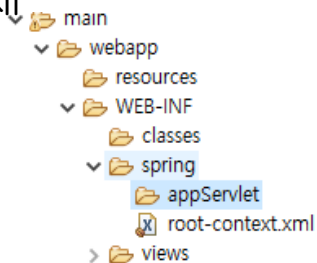 main
webapp
resources
WEB-INF
classes
spring
appServlet
root-context.xml
views